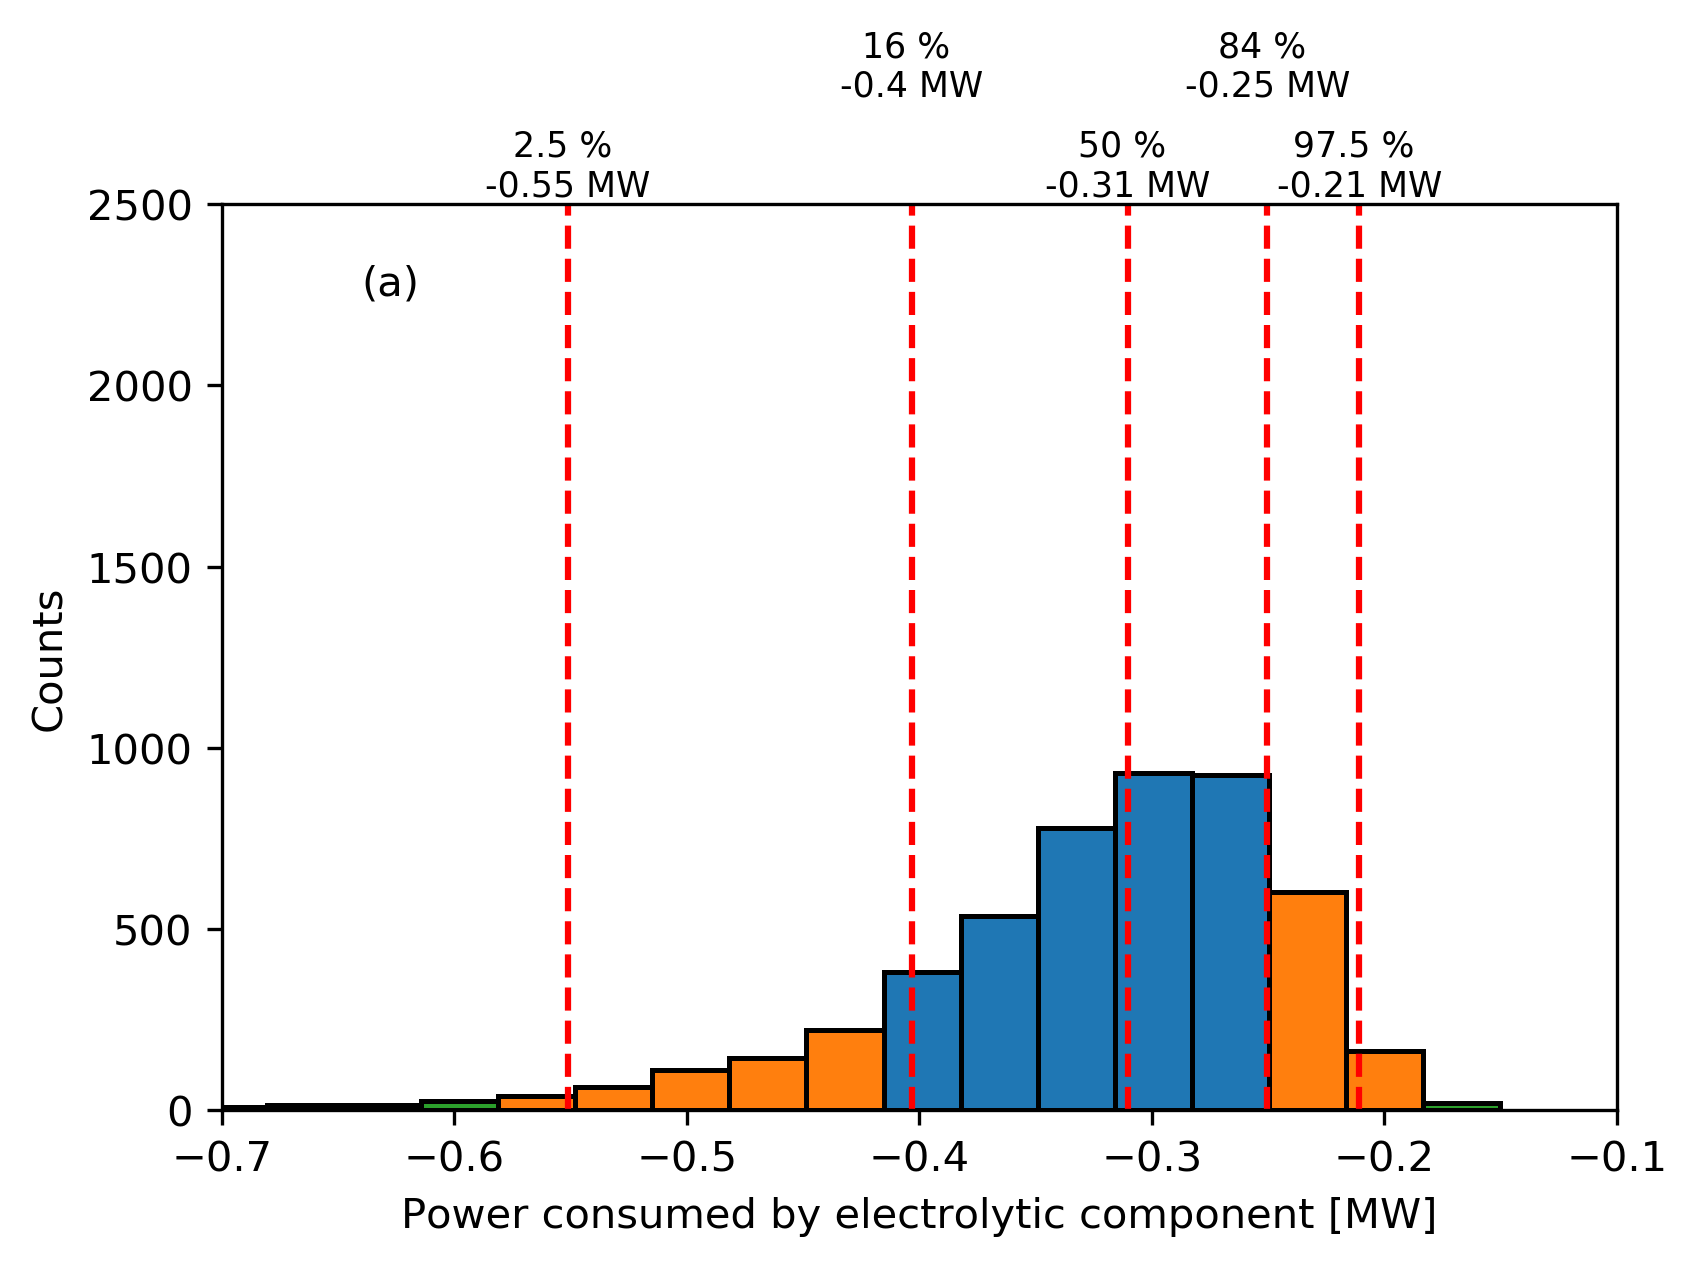 16 %
-0.4 MW
84 %
-0.25 MW
2.5 %
-0.55 MW
50 %
-0.31 MW
97.5 %
-0.21 MW
(a)
2500
2000
1500
1000
500
0
Counts
−0.7 −0.6 −0.5 −0.4 −0.3 −0.2 −0.1
Power consumed by electrolytic component [MW]